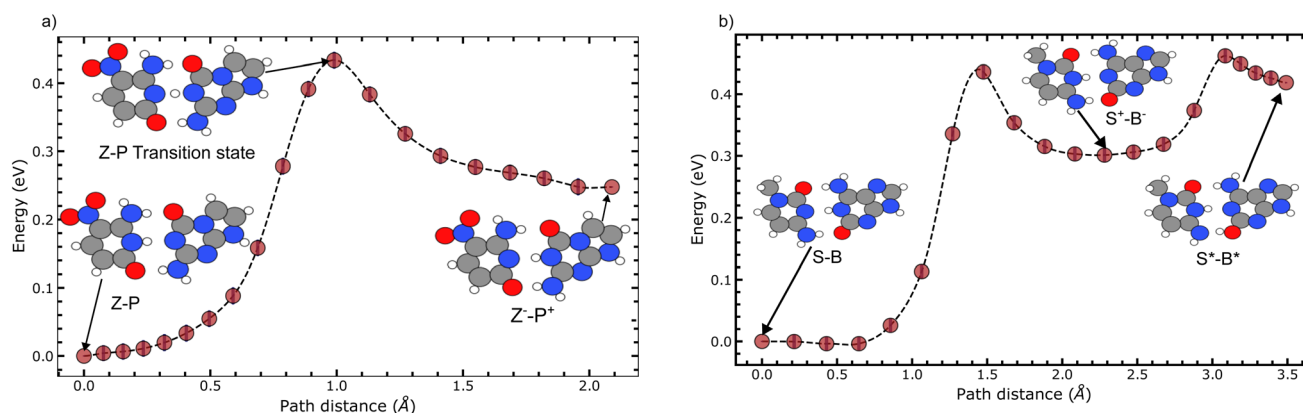 a)
Energy (eV)
0.4
0.3
0.2
0.1
0.0
Z-P Transition state
Z-P
Z⁻-P⁺
0.0 0.5 1.0 1.5 2.0
Path distance (Å)
b)
Energy (eV)
0.4
0.3
0.2
0.1
0.0
S⁺-B⁻
S-B
S*-B*
0.0 0.5 1.0 1.5 2.0 2.5 3.0 3.5
Path distance (Å)